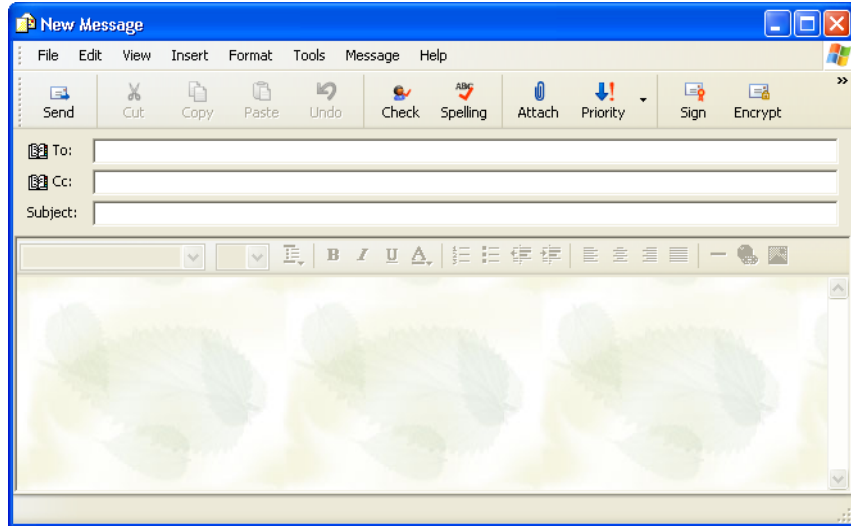 New Message
File Edit View Insert Format Tools Message Help
ABC
Send Cut Copy Paste Undo Check Spelling Attach Priority Sign Encrypt
To:
Cc:
Subject:
B I U A